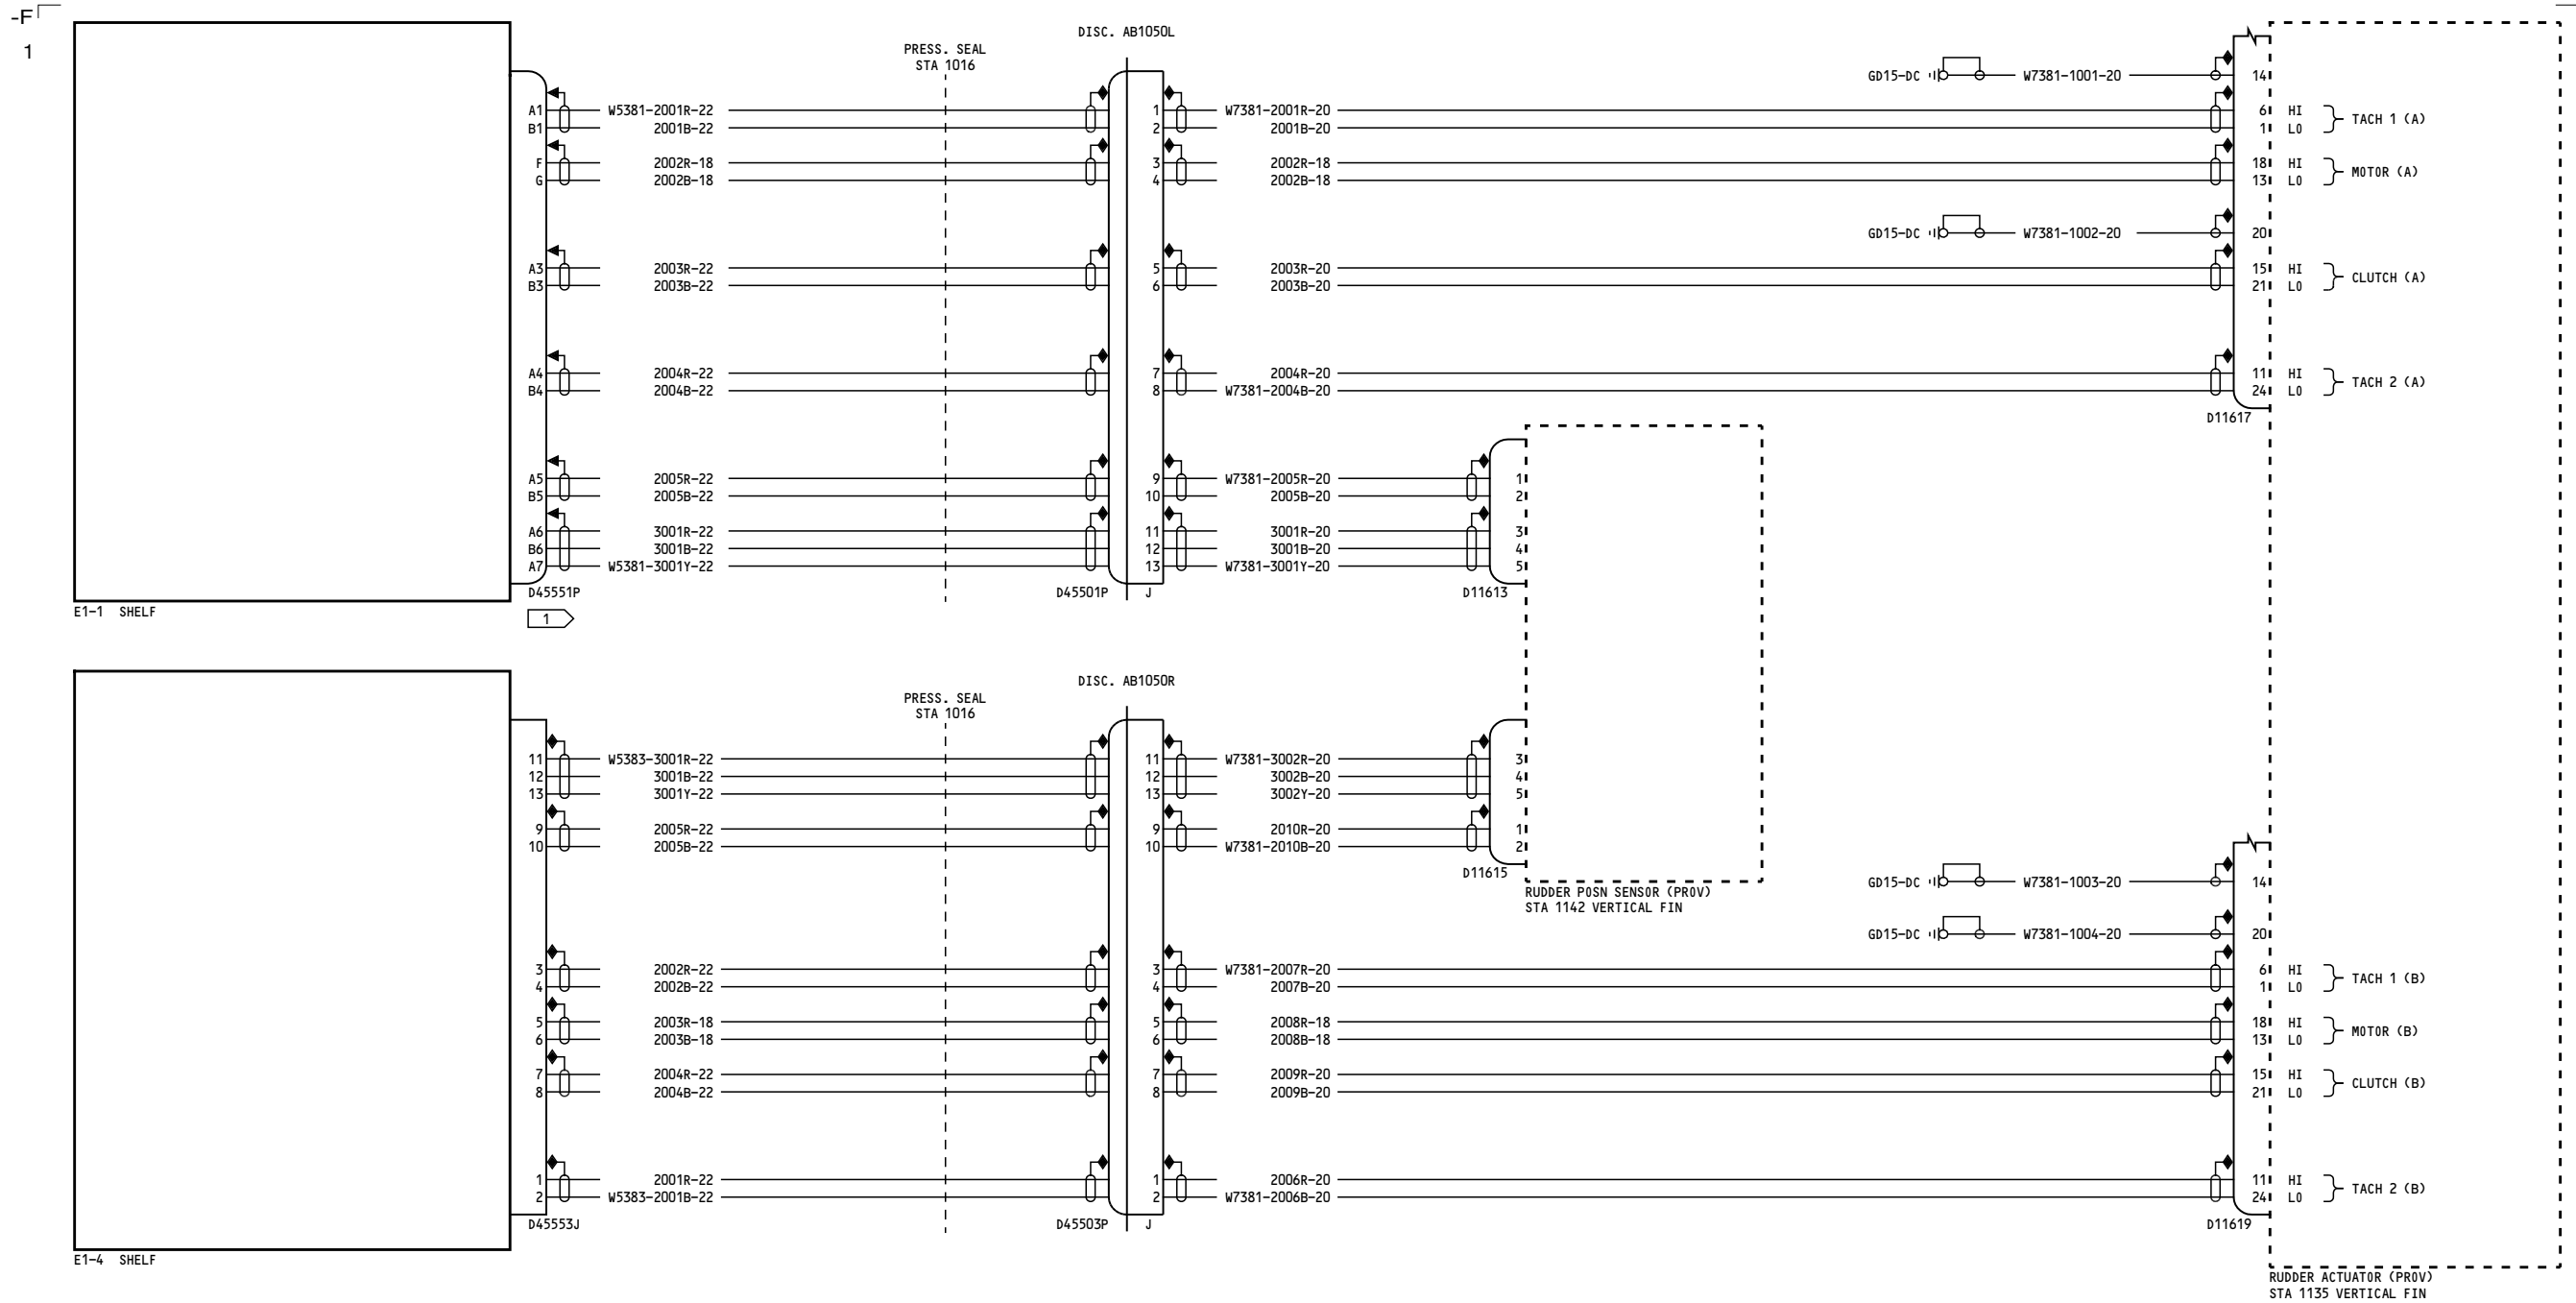 -F
1
DISC. AB1050L
PRESS. SEAL
STA 1016
GD15-DC W7381-1001-20 14
A1 W5381-2001R-22 1 W7381-2001R-20 6 HI
B1 2001B-22 2 2001B-20 1 LO
TACH 1 (A)
F 2002R-18 3 2002R-18 18 HI
G 2002B-18 4 2002B-18 13 LO
MOTOR (A)
GD15-DC W7381-1002-20 20
A3 2003R-22 5 2003R-20 15 HI
B3 2003B-22 6 2003B-20 21 LO
CLUTCH (A)
A4 2004R-22 7 2004R-20 11 HI
B4 2004B-22 8 W7381-2004B-20 24 LO
TACH 2 (A)
D11617
A5 2005R-22 9 W7381-2005R-20 1
B5 2005B-22 10 2005B-20 2
A6 3001R-22 11 3001R-20 3
B6 3001B-22 12 3001B-20 4
A7 W5381-3001Y-22 13 W7381-3001Y-20 5
D45551P D45501P J D11613
E1-1 SHELF
1
DISC. AB1050R
PRESS. SEAL
STA 1016
11 W5383-3001R-22 11 W7381-3002R-20 3
12 3001B-22 12 3002B-20 4
13 3001Y-22 13 3002Y-20 5
9 2005R-22 9 2010R-20 1
10 2005B-22 10 W7381-2010B-20 2
D11615
RUDDER POSN SENSOR (PROV)
STA 1142 VERTICAL FIN
GD15-DC W7381-1003-20 14
GD15-DC W7381-1004-20 20
3 2002R-22 3 W7381-2007R-20 6 HI
4 2002B-22 4 2007B-20 1 LO
TACH 1 (B)
5 2003R-18 5 2008R-18 18 HI
6 2003B-18 6 2008B-18 13 LO
MOTOR (B)
7 2004R-22 7 2009R-20 15 HI
8 2004B-22 8 2009B-20 21 LO
CLUTCH (B)
1 2001R-22 1 2006R-20 11 HI
2 W5383-2001B-22 2 W7381-2006B-20 24 LO
TACH 2 (B)
D45553J D45503P J D11619
E1-4 SHELF
RUDDER ACTUATOR (PROV)
STA 1135 VERTICAL FIN